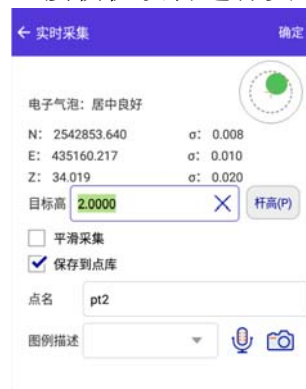 ← 实时采集 确定
电子气泡: 居中良好
N: 2542853.640 σ: 0.008
E: 435160.217 σ: 0.010
Z: 34.019 σ: 0.020
目标高 2.0000 杆高(P)
平滑采集
保存到点库
点名 pt2
图例描述